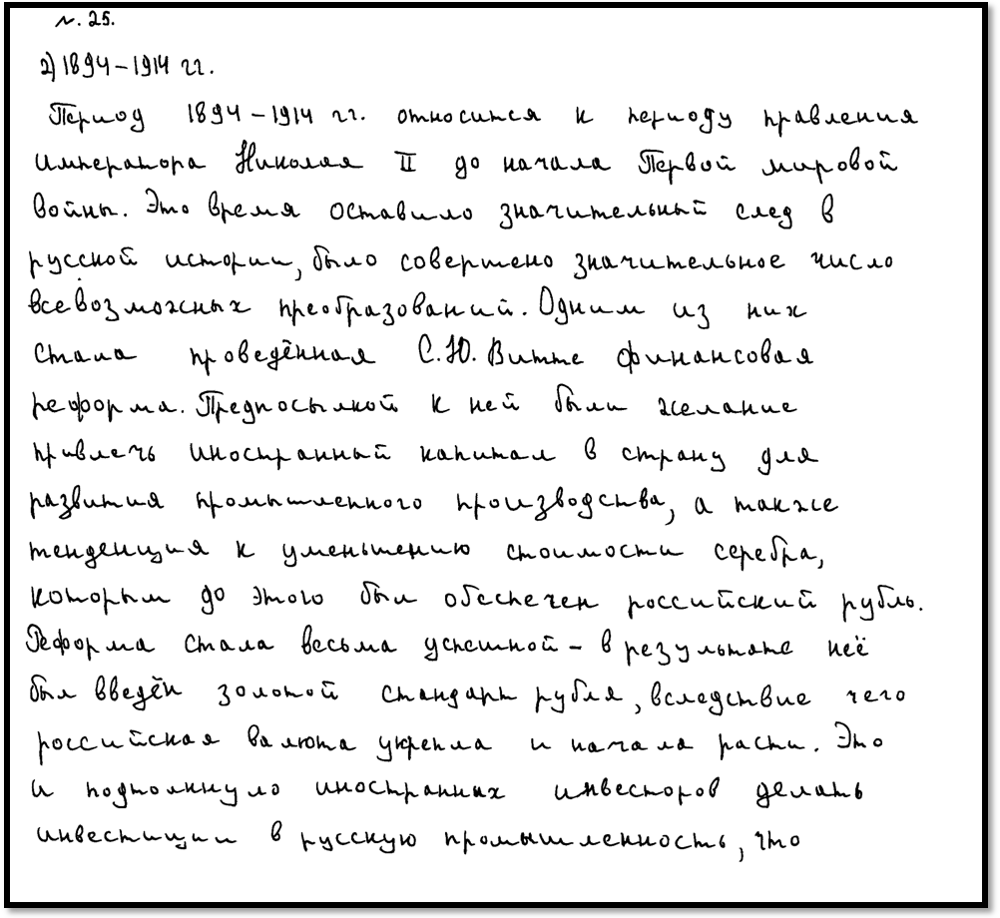 N. 25.
2) 1894 – 1914 гг.
Период 1894 – 1914 гг. относится к периоду правления
императора Николая II до начала Первой мировой
войны. Это время оставило значительный след в
русской истории, было совершено значительное число
всевозможных преобразований. Одним из них
стала проведённая С.Ю. Витте финансовая
реформа. Предпосылкой к ней были желание
привлечь иностранный капитал в страну для
развития промышленного производства, а также
тенденция к уменьшению стоимости серебра,
которым до этого был обеспечен российский рубль.
Реформа стала весьма успешной – в результате неё
был введён золотой стандарт рубля, вследствие чего
российская валюта укрепла и начала расти. Это
и подтолкнуло иностранных инвесторов делать
инвестиции в русскую промышленность, что